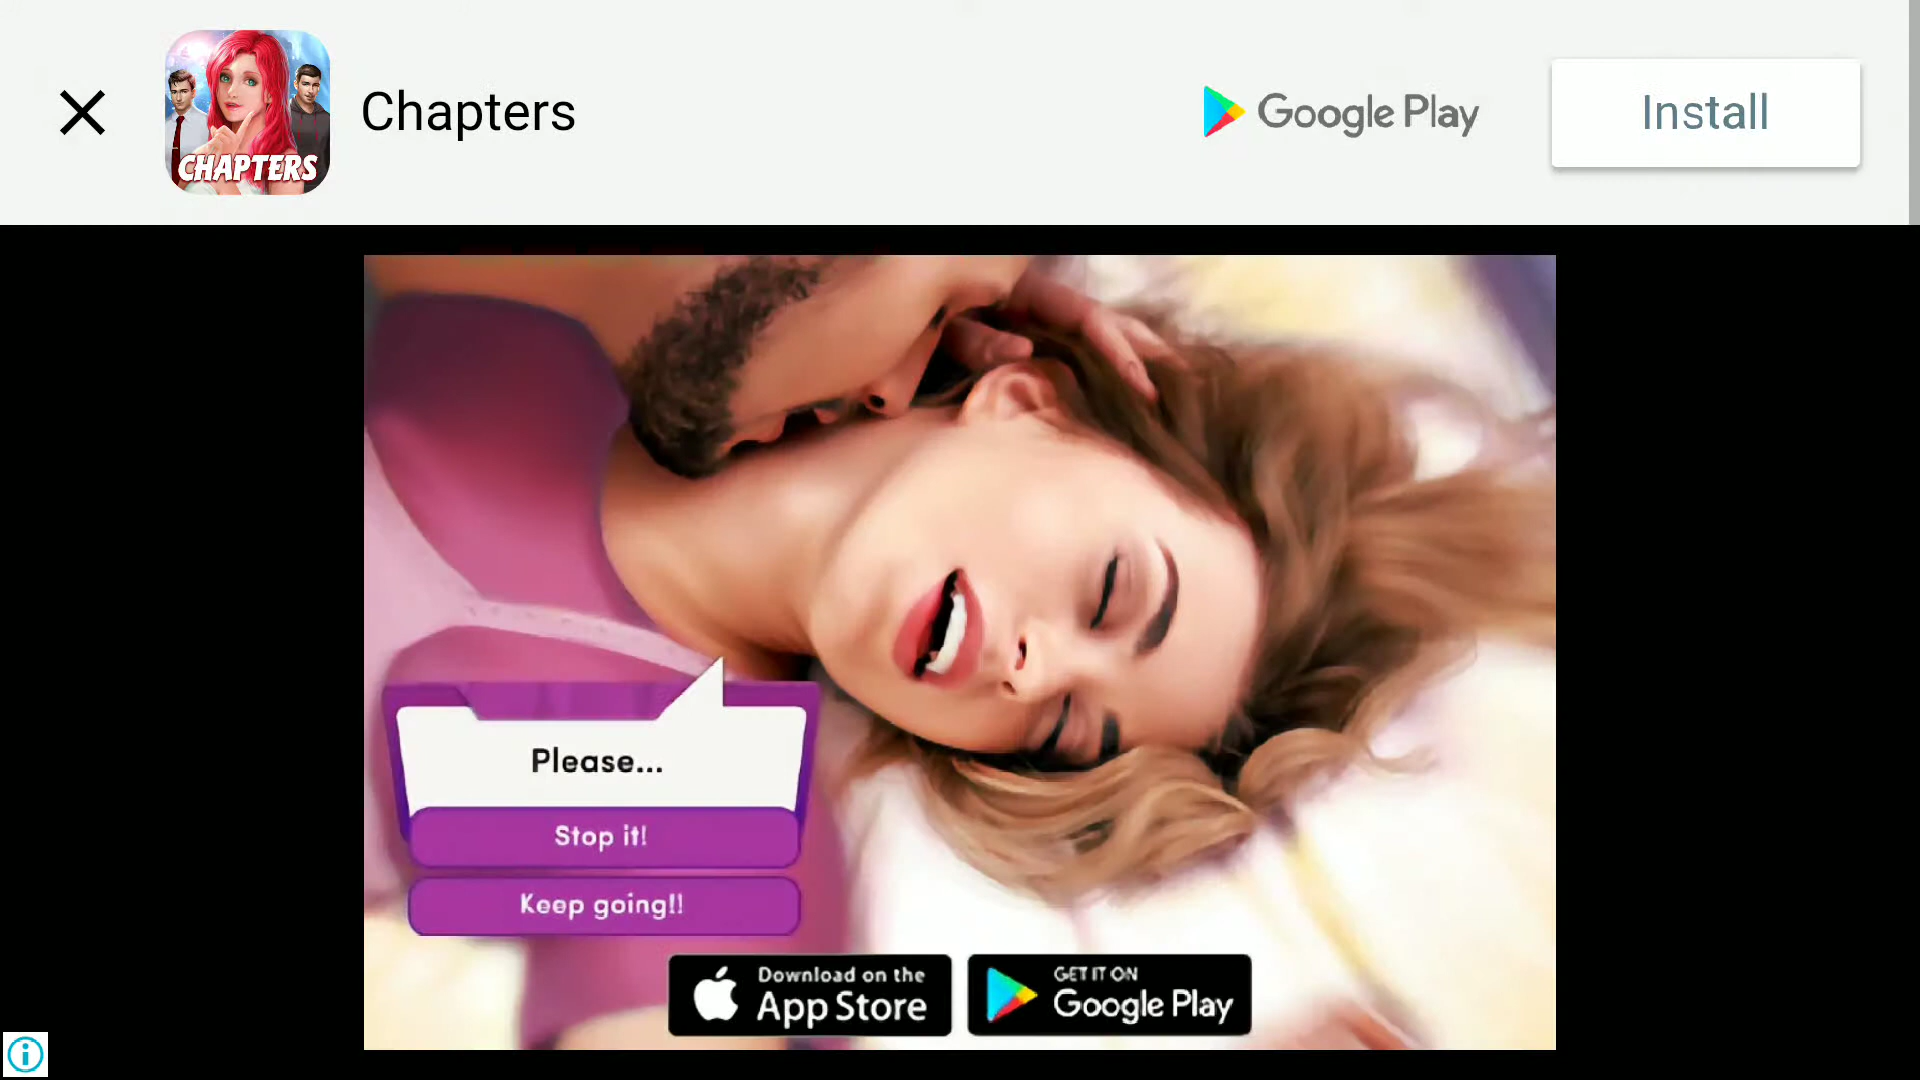 Chapters
Google Play
Install
CHAPTERS
Please...
Stop it!
Keep going!!
Download on the
App Store
GET IT ON
Google Play